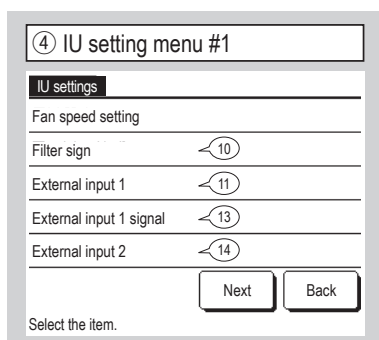 ④ IU setting menu #1
IU settings
Fan speed setting
Filter sign 10
External input 1 11
External input 1 signal 13
External input 2 14
Next Back
Select the item.